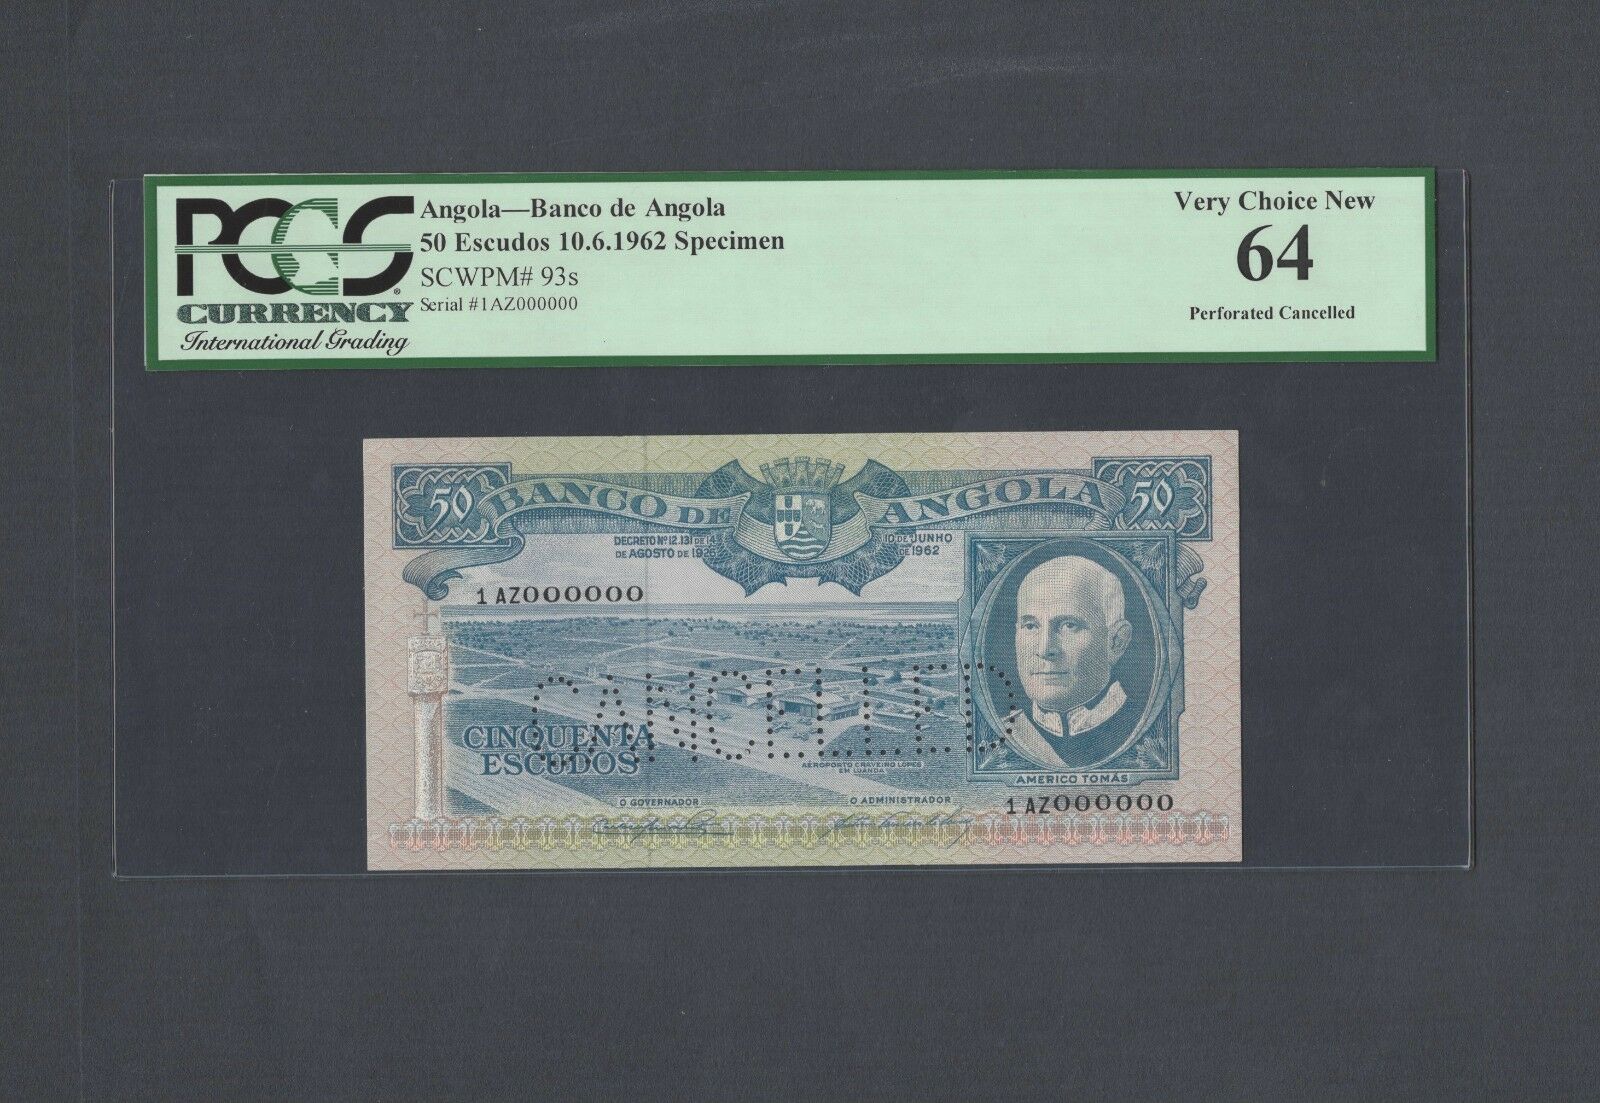 PCGS
CURRENCY
International Grading
Angola—Banco de Angola
50 Escudos 10.6.1962 Specimen
SCWPM# 93s
Serial #1AZ000000
Very Choice New
64
Perforated Cancelled
50 BANCO DE ANGOLA 50
DECRETO Nº 12.131 DE 14
DE AGOSTO DE 1926
10 DE JUNHO
DE 1962
1 AZ000000
CANCELLED
CINQUENTA
ESCUDOS
AEROPORTO CRAVEIRO LOPES
EM LUANDA
AMERICO TOMÁS
O GOVERNADOR
O ADMINISTRADOR
1 AZ000000